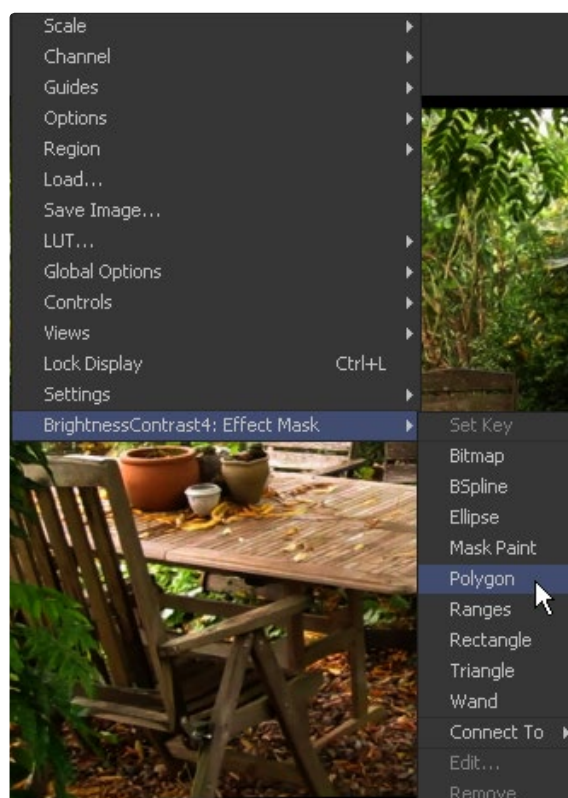 Scale
Channel
Guides
Options
Region
Load...
Save Image...
LUT...
Global Options
Controls
Views
Lock Display Ctrl+L
Settings
BrightnessContrast4: Effect Mask
Set Key
Bitmap
BSpline
Ellipse
Mask Paint
Polygon
Ranges
Rectangle
Triangle
Wand
Connect To
Edit...
Remove